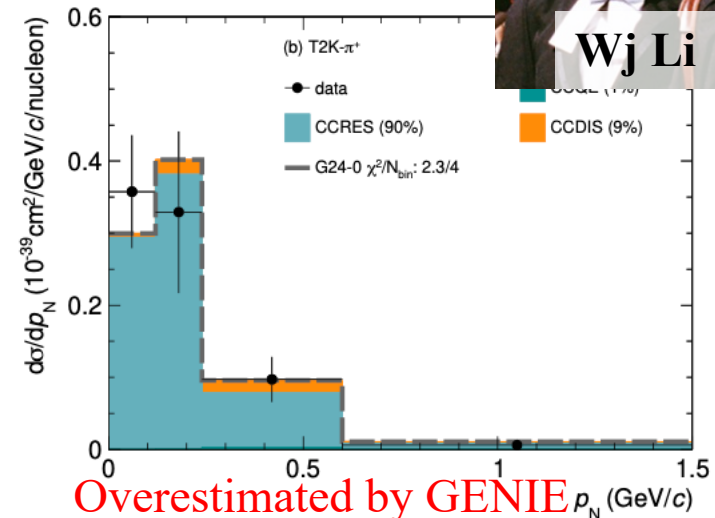 Wj Li
(b) T2K-π⁺
data
CCRES (90%)
CCDIS (9%)
G24-0 χ²/N_bin: 2.3/4
dσ/dp_N (10⁻³⁹cm²/GeV/c/nucleon)
0.6
0.4
0.2
0
0 0.5 1 1.5
Overestimated by GENIE p_N (GeV/c)